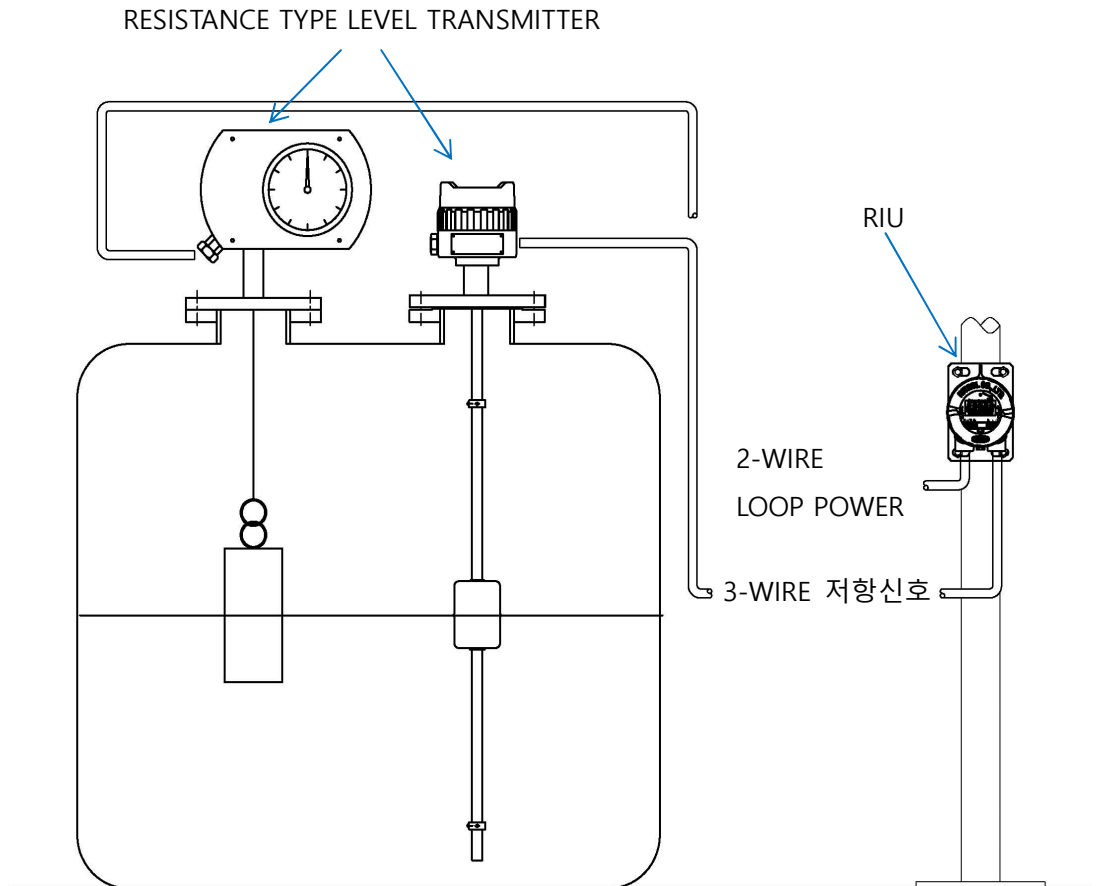 RESISTANCE TYPE LEVEL TRANSMITTER
RIU
2-WIRE
LOOP POWER
3-WIRE 저항신호